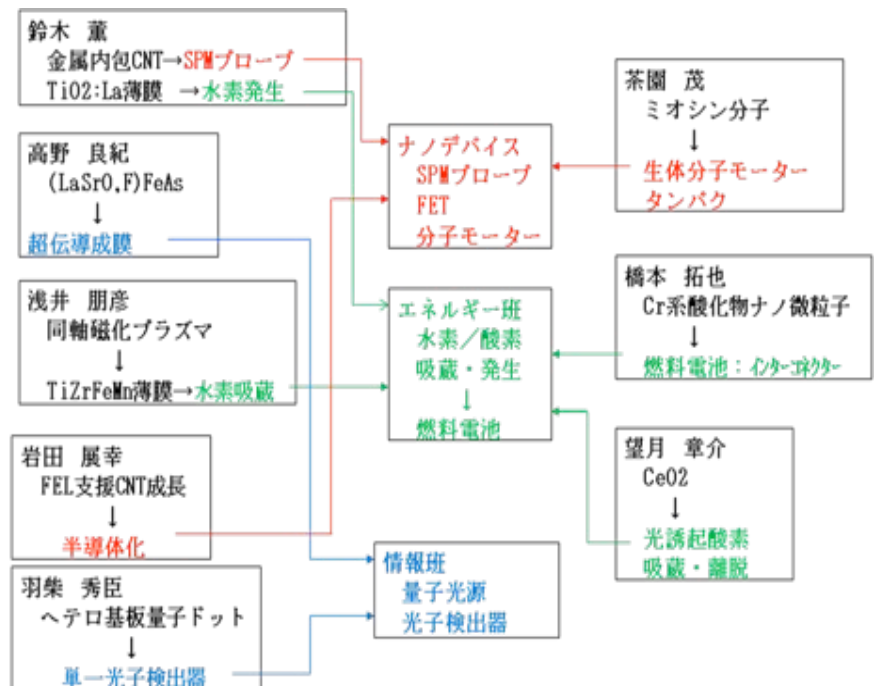 鈴木 薫
金属内包CNT→SPMプローブ
TiO2:La薄膜 →水素発生
高野 良紀
(LaSrO,F)FeAs
↓
超伝導成膜
浅井 朋彦
同軸磁化プラズマ
↓
TiZrFeMn薄膜→水素吸蔵
岩田 展幸
FEL支援CNT成長
↓
半導体化
羽柴 秀臣
ヘテロ基板量子ドット
↓
単一光子検出器
ナノデバイス
SPMプローブ
FET
分子モーター
エネルギー班
水素／酸素
吸蔵・発生
↓
燃料電池
情報班
量子光源
光子検出器
茶園 茂
ミオシン分子
↓
生体分子モーター
タンパク
橋本 拓也
Cr系酸化物ナノ微粒子
↓
燃料電池：インターコネクター
望月 章介
CeO2
↓
光誘起酸素
吸蔵・離脱